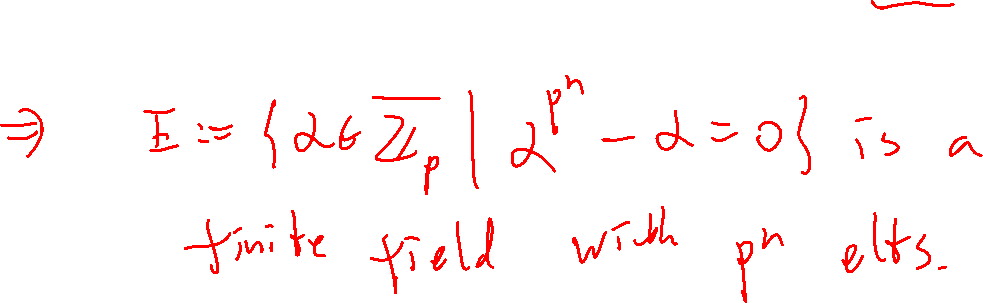 ⇒ E := {α ∈ \overline{ℤ_p} | α^{p^n} − α = 0} is a
finite field with p^n elts.